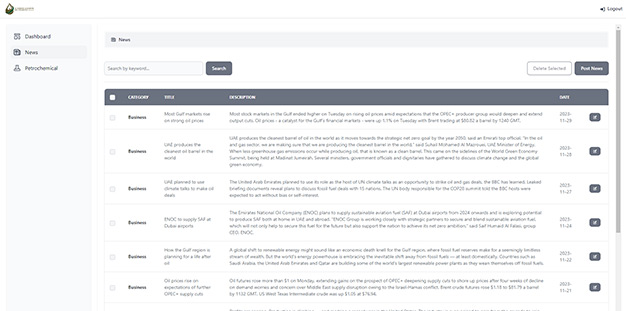 Logout
Dashboard
News
Petrochemical
News
Search by keyword...
Search
Delete Selected
Post News
CATEGORY
TITLE
DESCRIPTION
DATE
Business
Most Gulf markets rise
on strong oil prices
Most stock markets in the Gulf ended higher on Tuesday on rising oil prices amid expectations that the OPEC+ producer group would deepen and extend
output cuts. Oil prices - a catalyst for the Gulf's financial markets - were up 1.1% on Tuesday with Brent trading at $80.82 a barrel by 1240 GMT.
2023-
11-29
Business
UAE produces the
cleanest oil barrel in the
world
UAE produces the cleanest barrel of oil in the world as it moves towards the strategic net zero goal by the year 2050, said an Emirati top official. "In the oil
and gas sector, we are making sure that we are producing the cleanest barrel in the world," said Suhail Mohamed Al Mazrouei, UAE Minister of Energy.
When less greenhouse gas emissions occur while producing oil, that is known as a clean barrel. This came on the sidelines of the World Green Economy
Summit, being held at Madinat Jumeirah. Several ministers, government officials and dignitaries have gathered to discuss climate change and the global
green economy.
2023-
11-28
Business
UAE planned to use
climate talks to make oil
deals
The United Arab Emirates planned to use its role as the host of UN climate talks as an opportunity to strike oil and gas deals, the BBC has learned. Leaked
briefing documents reveal plans to discuss fossil fuel deals with 15 nations. The UN body responsible for the COP28 summit told the BBC hosts were
expected to act without bias or self-interest.
2023-
11-27
Business
ENOC to supply SAF at
Dubai airports
The Emirates National Oil Company (ENOC) plans to supply sustainable aviation fuel (SAF) at Dubai airports from 2024 onwards and is exploring potential
to produce SAF both at home in UAE and abroad. "ENOC Group is working closely with strategic partners to secure and blend sustainable aviation fuel,
which will not only help to secure this fuel for the future but also support the nation to achieve its net zero ambition," said Saif Humaid Al Falasi, group
CEO, ENOC.
2023-
11-24
Business
How the Gulf region is
planning for a life after
oil
A global shift to renewable energy might sound like an economic death knell for the Gulf region, where fossil fuel reserves make for a seemingly limitless
stream of wealth. But the world's energy powerhouse is embracing the inevitable shift away from fossil fuels — at least domestically. Countries such as
Saudi Arabia, the United Arab Emirates and Qatar are building some of the world's largest renewable power plants as they wean themselves off fossil fuels.
2023-
11-22
Business
Oil prices rise on
expectations of further
OPEC+ supply cuts
Oil futures rose more than $1 on Monday, extending gains on the prospect of OPEC+ deepening supply cuts to shore up prices after four weeks of decline
on demand worries and concern over Middle East supply disruption owing to the Israel-Hamas conflict. Brent crude futures rose $1.18 to $81.79 a barrel
by 1132 GMT. US West Texas Intermediate crude was up $1.05 at $76.94.
2023-
11-21